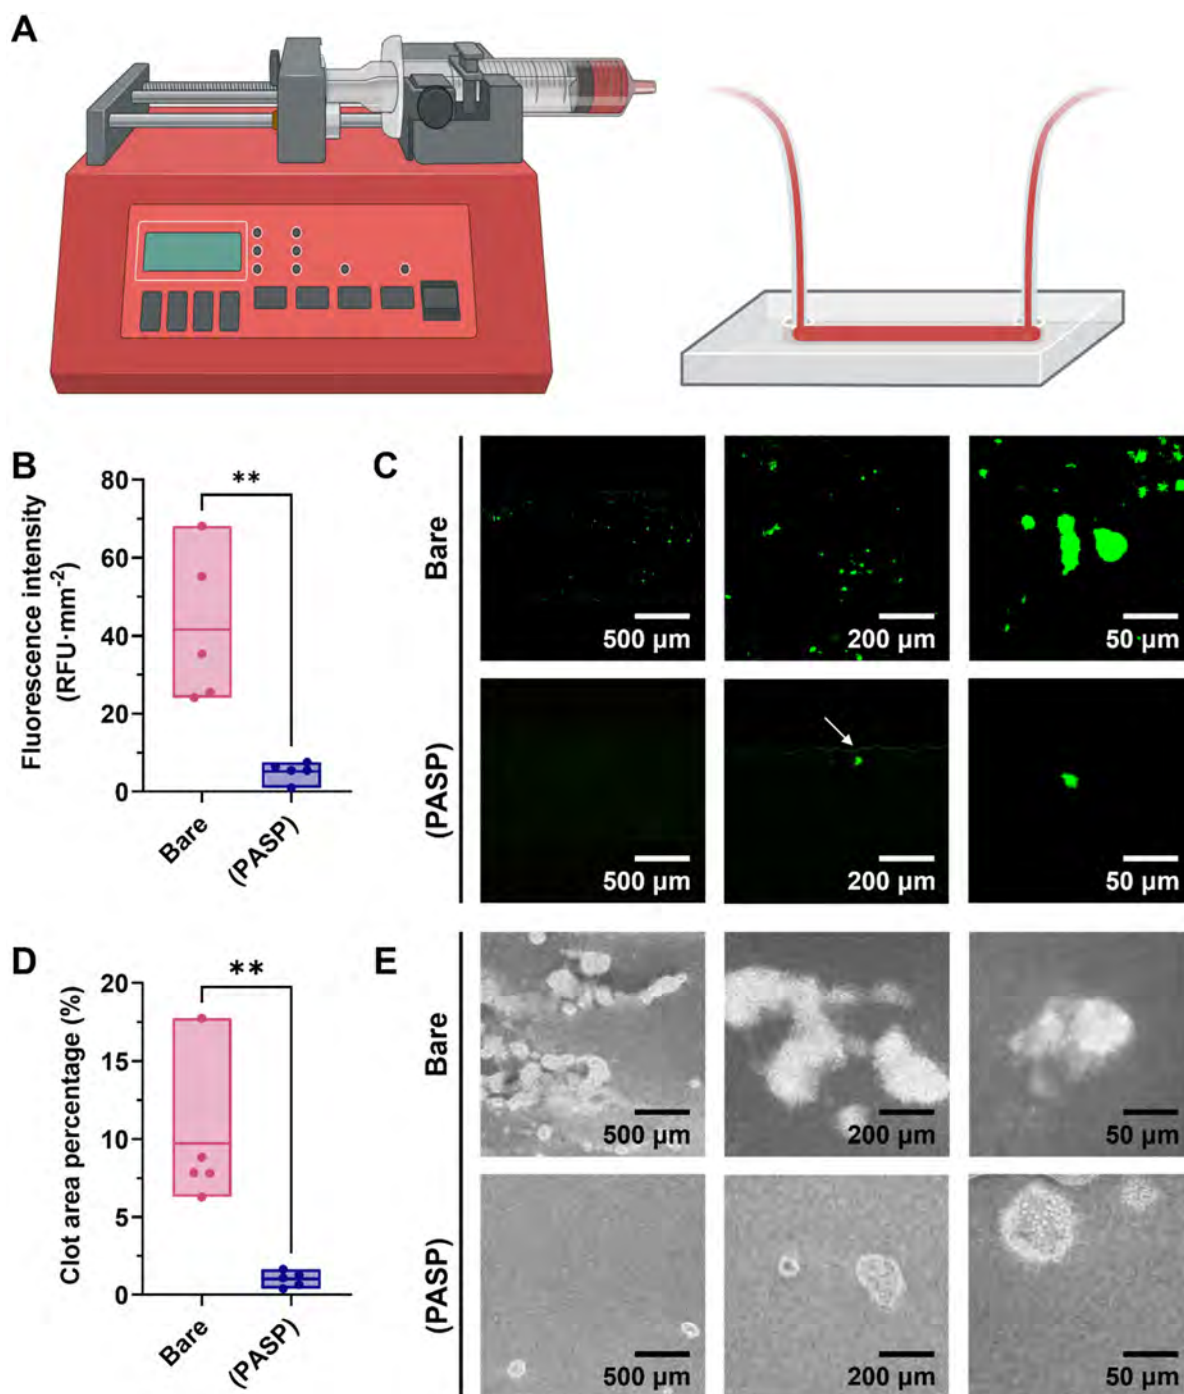 A
B
Fluorescence intensity
(RFU·mm⁻²)
80
60
40
20
0
**
Bare
(PASP)
C
Bare
500 µm
200 µm
50 µm
(PASP)
500 µm
200 µm
50 µm
D
Clot area percentage (%)
20
15
10
5
0
**
Bare
(PASP)
E
Bare
500 µm
200 µm
50 µm
(PASP)
500 µm
200 µm
50 µm